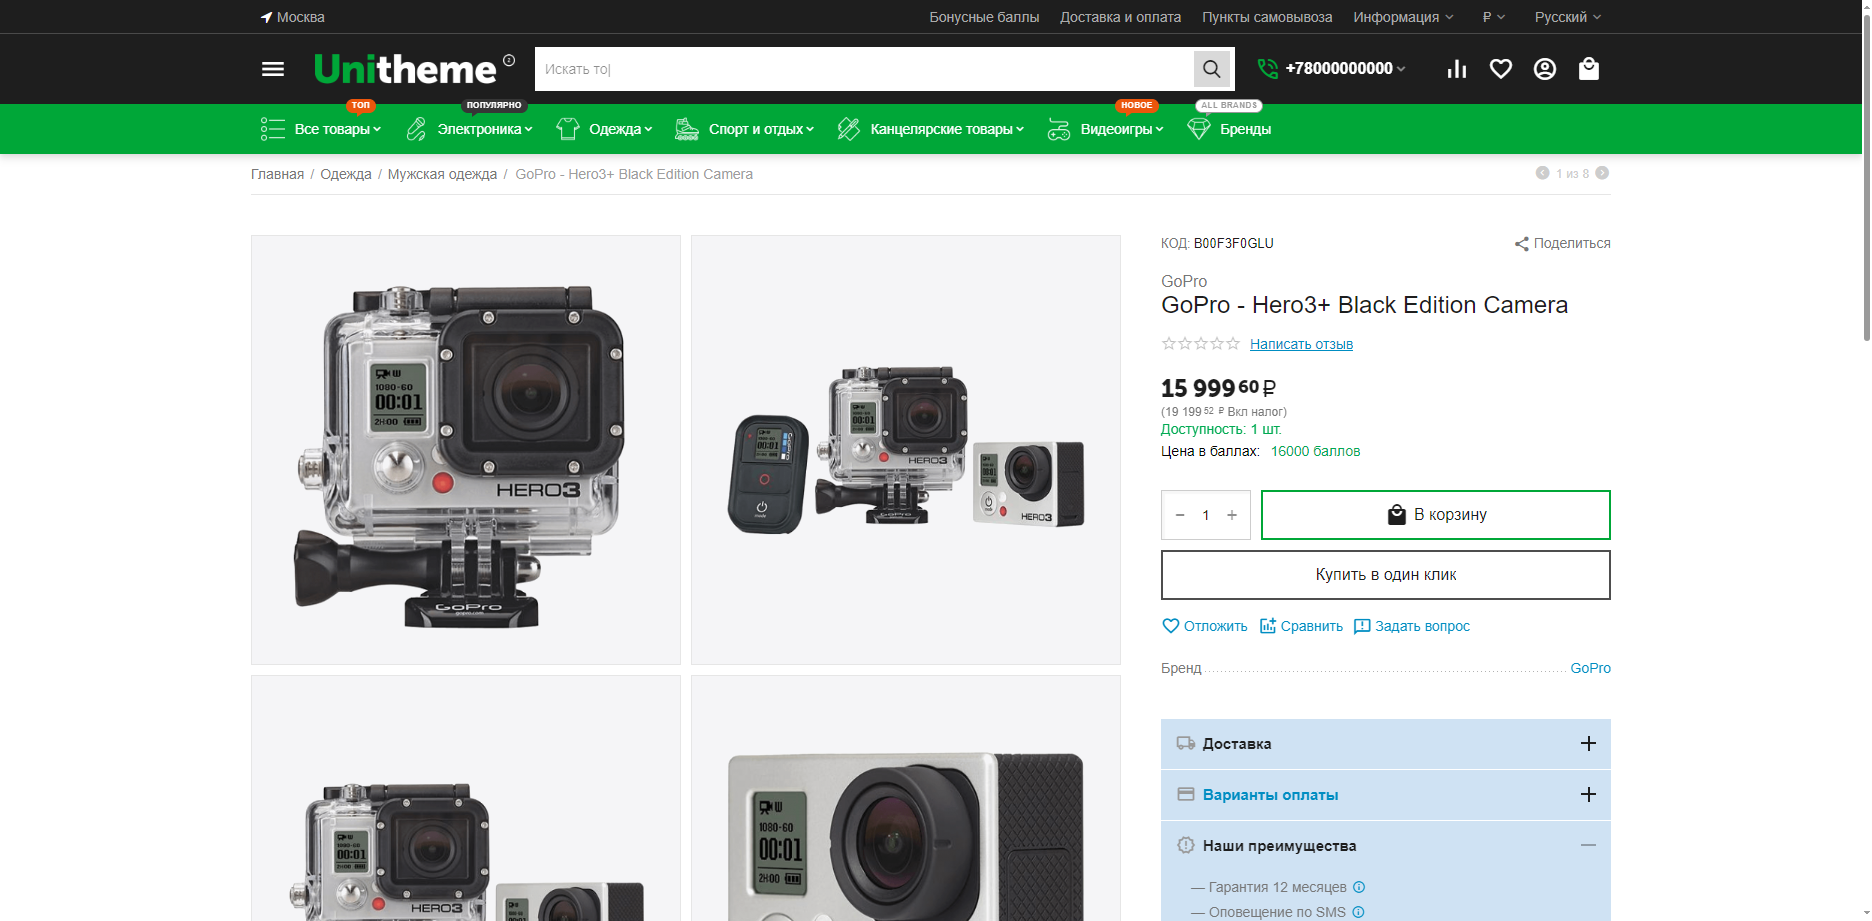 Москва
Бонусные баллы Доставка и оплата Пункты самовывоза Информация ₽ Русский
Unitheme
Искать то|
+78000000000
ТОП ПОПУЛЯРНО НОВОЕ ALL BRANDS
Все товары Электроника Одежда Спорт и отдых Канцелярские товары Видеоигры Бренды
Главная / Одежда / Мужская одежда / GoPro - Hero3+ Black Edition Camera
1 из 8
КОД: B00F3F0GLU
Поделиться
GoPro
GoPro - Hero3+ Black Edition Camera
Написать отзыв
15 999 60 ₽
(19 199 52 ₽ Вкл налог)
Доступность: 1 шт.
Цена в баллах: 16000 баллов
− 1 +
В корзину
Купить в один клик
Отложить Сравнить Задать вопрос
Бренд GoPro
Доставка
Варианты оплаты
Наши преимущества
— Гарантия 12 месяцев
— Оповещение по SMS
W
1080-60
00:01
2H:00
HERO3
GoPro
W
00:01
HERO3
GoPro
mode
HERO3
W
00:01
HERO3
W
1080-60
00:01
2H:00